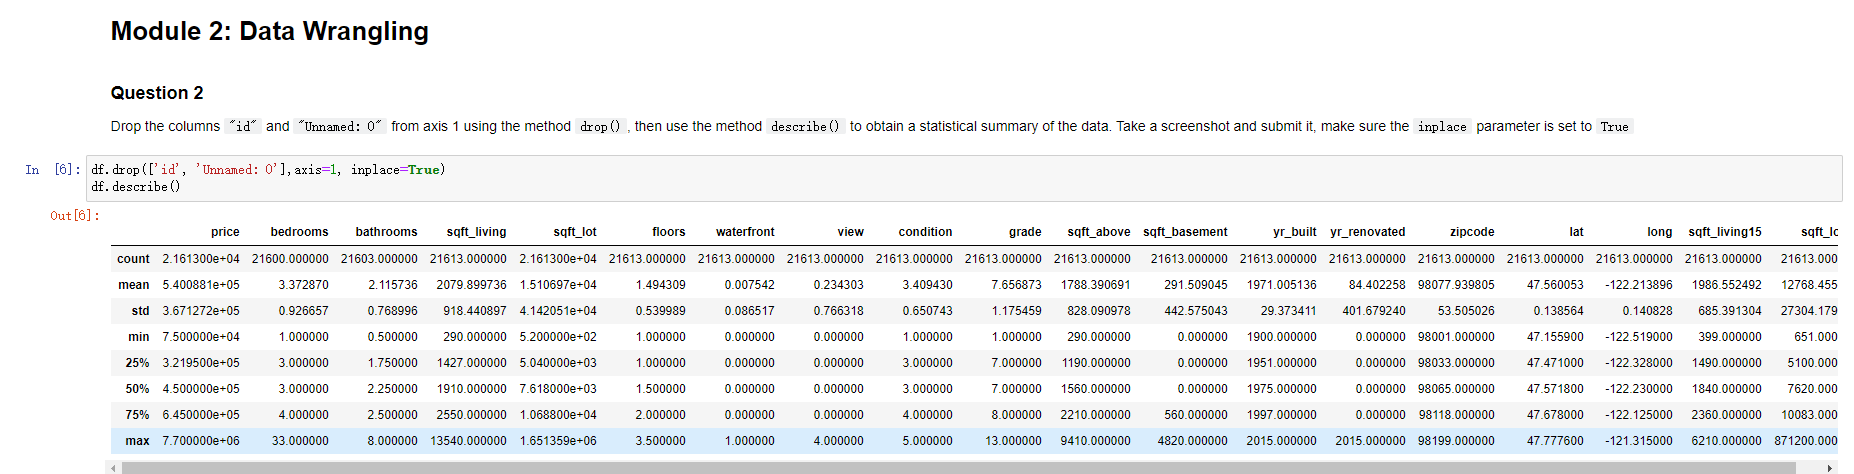 Module 2: Data Wrangling
Question 2
Drop the columns "id" and "Unnamed: 0" from axis 1 using the method drop() , then use the method describe() to obtain a statistical summary of the data. Take a screenshot and submit it, make sure the inplace parameter is set to True
In [6]: df.drop(['id', 'Unnamed: 0'],axis=1, inplace=True)
df.describe()
Out[6]:
price bedrooms bathrooms sqft_living sqft_lot floors waterfront view condition grade sqft_above sqft_basement yr_built yr_renovated zipcode lat long sqft_living15 sqft_lo
count 2.161300e+04 21600.000000 21603.000000 21613.000000 2.161300e+04 21613.000000 21613.000000 21613.000000 21613.000000 21613.000000 21613.000000 21613.000000 21613.000000 21613.000000 21613.000000 21613.000000 21613.000000 21613.000000 21613.000
mean 5.400881e+05 3.372870 2.115736 2079.899736 1.510697e+04 1.494309 0.007542 0.234303 3.409430 7.656873 1788.390691 291.509045 1971.005136 84.402258 98077.939805 47.560053 -122.213896 1986.552492 12768.455
std 3.671272e+05 0.926657 0.768996 918.440897 4.142051e+04 0.539989 0.086517 0.766318 0.650743 1.175459 828.090978 442.575043 29.373411 401.679240 53.505026 0.138564 0.140828 685.391304 27304.179
min 7.500000e+04 1.000000 0.500000 290.000000 5.200000e+02 1.000000 0.000000 0.000000 1.000000 1.000000 290.000000 0.000000 1900.000000 0.000000 98001.000000 47.155900 -122.519000 399.000000 651.000
25% 3.219500e+05 3.000000 1.750000 1427.000000 5.040000e+03 1.000000 0.000000 0.000000 3.000000 7.000000 1190.000000 0.000000 1951.000000 0.000000 98033.000000 47.471000 -122.328000 1490.000000 5100.000
50% 4.500000e+05 3.000000 2.250000 1910.000000 7.618000e+03 1.500000 0.000000 0.000000 3.000000 7.000000 1560.000000 0.000000 1975.000000 0.000000 98065.000000 47.571800 -122.230000 1840.000000 7620.000
75% 6.450000e+05 4.000000 2.500000 2550.000000 1.068800e+04 2.000000 0.000000 0.000000 4.000000 8.000000 2210.000000 560.000000 1997.000000 0.000000 98118.000000 47.678000 -122.125000 2360.000000 10083.000
max 7.700000e+06 33.000000 8.000000 13540.000000 1.651359e+06 3.500000 1.000000 4.000000 5.000000 13.000000 9410.000000 4820.000000 2015.000000 2015.000000 98199.000000 47.777600 -121.315000 6210.000000 871200.000